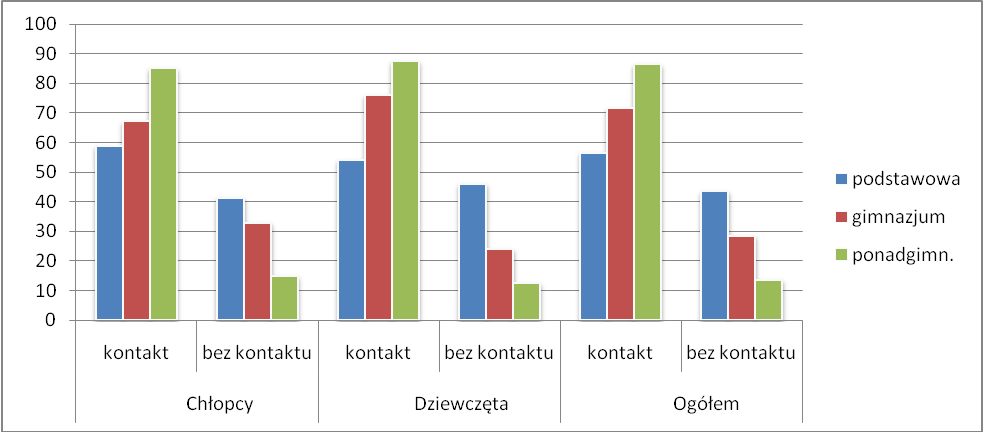 100
90
80
70
60
50
40
30
20
10
0
kontakt bez kontaktu kontakt bez kontaktu kontakt bez kontaktu
Chłopcy Dziewczęta Ogółem
podstawowa
gimnazjum
ponadgimn.